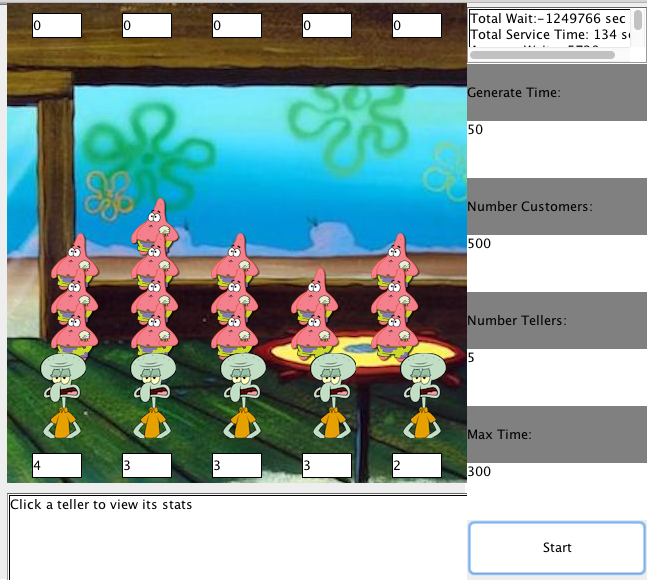 0 0 0 0 0
Total Wait:-1249766 sec
Total Service Time: 134 s
Generate Time:
50
Number Customers:
500
Number Tellers:
5
Max Time:
300
4 3 3 3 2
Click a teller to view its stats
Start